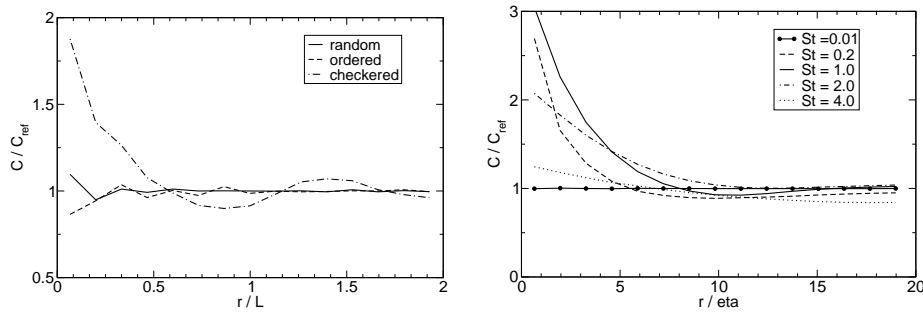 2
1.5
1
0.5
C / C_ref
0 0.5 1 1.5 2
r / L
random
ordered
checkered
3
2
1
0
C / C_ref
0 5 10 15 20
r / eta
St =0.01
St = 0.2
St = 1.0
St = 2.0
St = 4.0